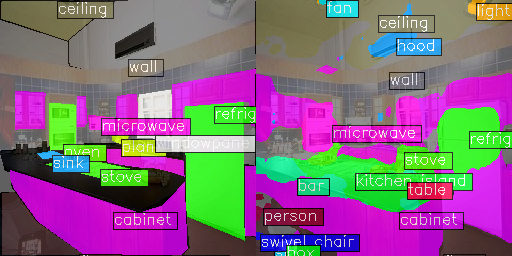 ceiling
wall
refrig
microwave
sign
windowpane
oven
sink
stove
cabinet
fan
light
ceiling
hood
wall
microwave
refrig
stove
kitchen island
bar
table
person
cabinet
swivel chair
box